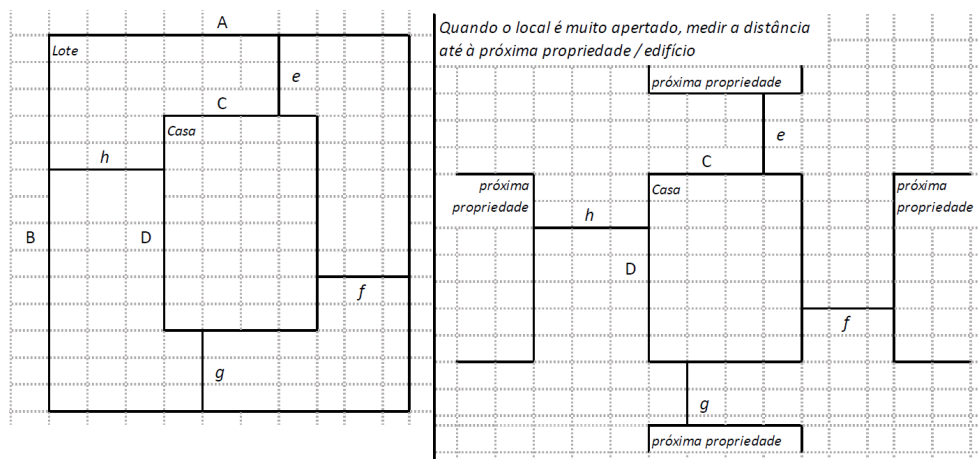 A
Lote
e
C
Casa
h
B
D
f
g
Quando o local é muito apertado, medir a distância
até à próxima propriedade / edifício
próxima propriedade
e
C
próxima
propriedade
Casa
próxima
propriedade
h
D
f
g
próxima propriedade